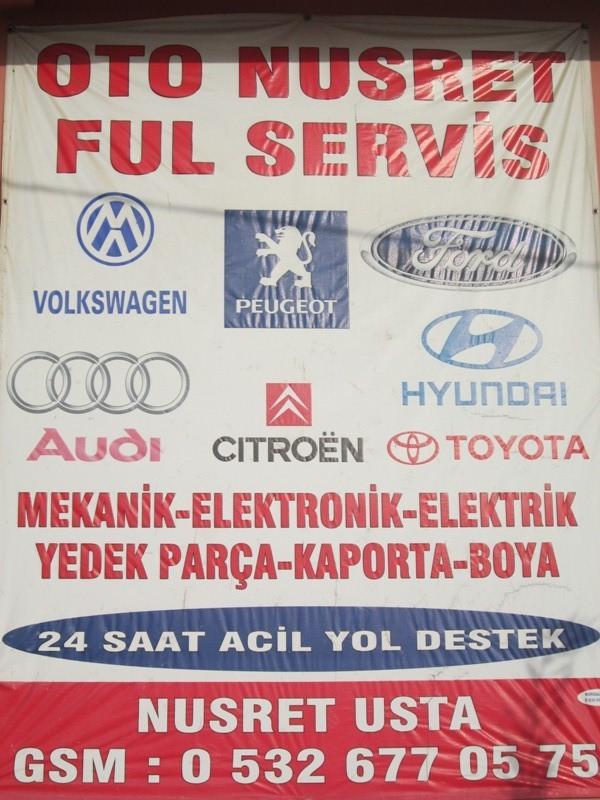 OTO NUSRET
FUL SERVİS
VOLKSWAGEN
PEUGEOT
Ford
HYUNDAI
Audi
CITROËN
TOYOTA
MEKANİK-ELEKTRONİK-ELEKTRİK
YEDEK PARÇA-KAPORTA-BOYA
24 SAAT ACİL YOL DESTEK
NUSRET USTA
GSM : 0 532 677 05 75